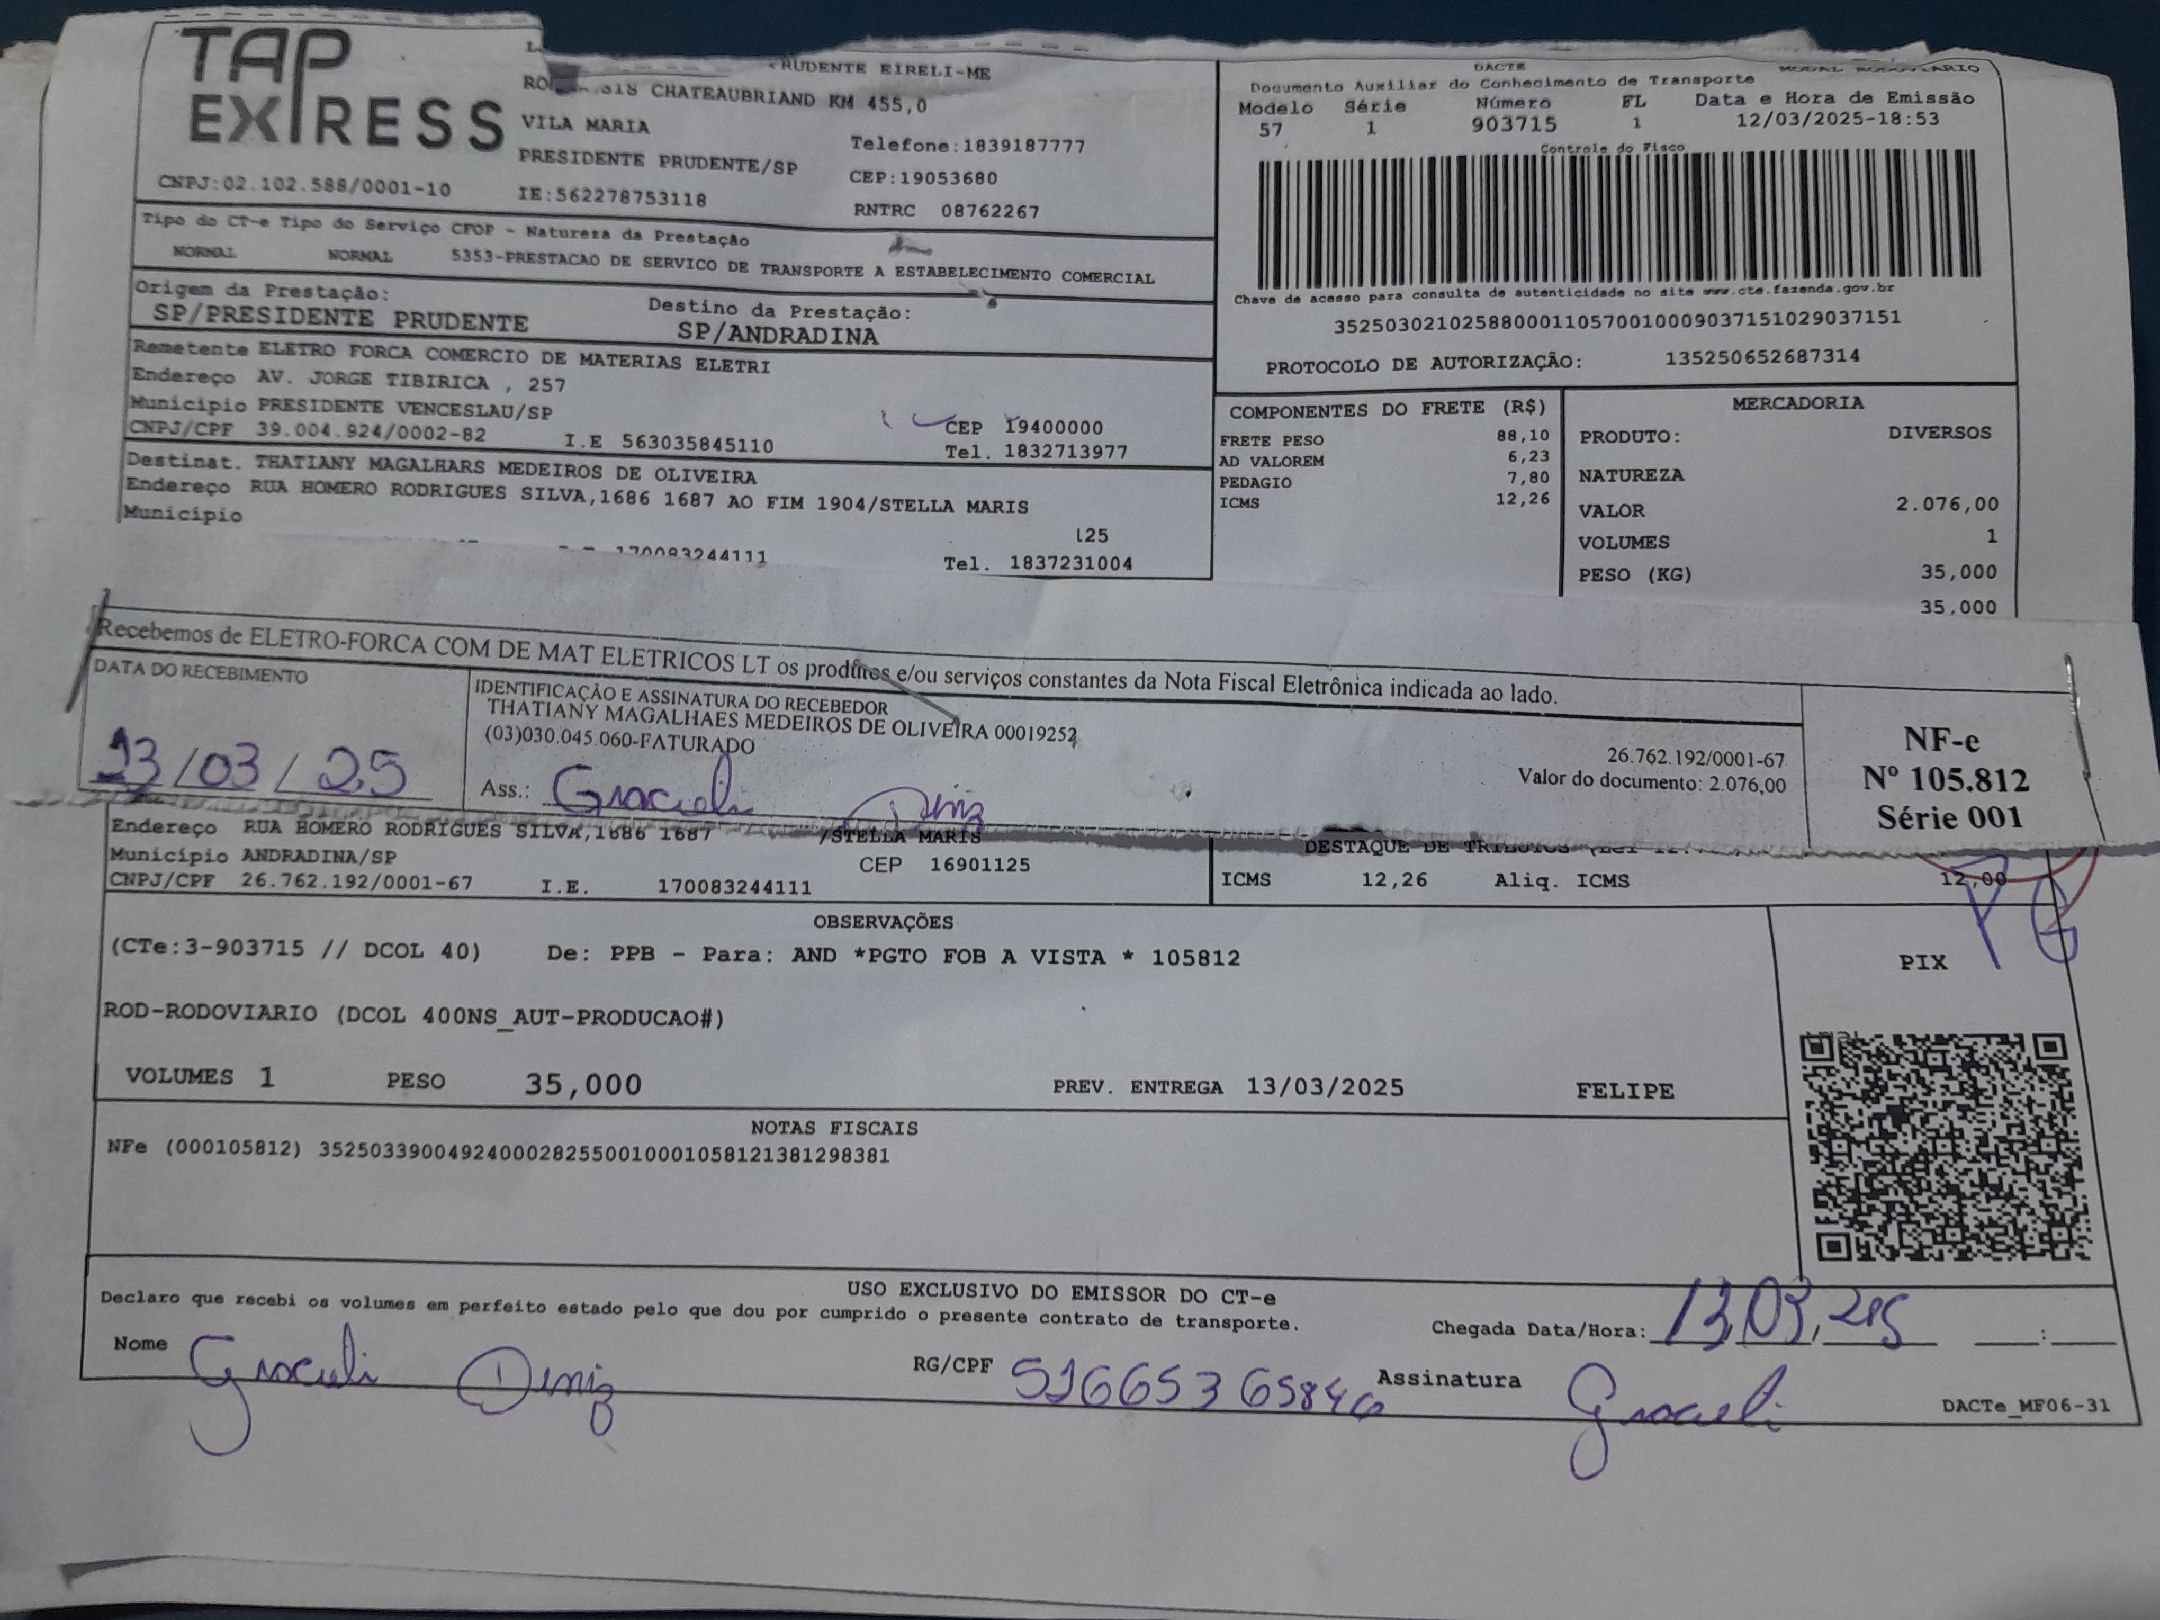 TAP EXPRESS
RUDENTE EIRELI-ME
CHATEAUBRIAND KM 455,0
VILA MARIA
Telefone:1839187777
PRESIDENTE PRUDENTE/SP
CEP:19053680
CNPJ:02.102.588/0001-10
IE:562278753118
RNTRC 08762267
DACTE
MODAL RODOVIARIO
Documento Auxiliar do Conhecimento de Transporte
Modelo Série Número FL Data e Hora de Emissão
57 1 903715 1 12/03/2025-18:53
Controle do Fisco
Chave de acesso para consulta de autenticidade no site www.cte.fazenda.gov.br
35250302102588000110570010009037151029037151
PROTOCOLO DE AUTORIZAÇÃO: 135250652687314
Tipo do CT-e Tipo do Serviço CFOP - Natureza da Prestação
NORMAL NORMAL 5353-PRESTACAO DE SERVICO DE TRANSPORTE A ESTABELECIMENTO COMERCIAL
Origem da Prestação: Destino da Prestação:
SP/PRESIDENTE PRUDENTE SP/ANDRADINA
Remetente ELETRO FORCA COMERCIO DE MATERIAS ELETRI
Endereço AV. JORGE TIBIRICA , 257
Município PRESIDENTE VENCESLAU/SP CEP 19400000
CNPJ/CPF 39.004.924/0002-82 I.E 563035845110 Tel. 1832713977
Destinat. THATIANY MAGALHARS MEDEIROS DE OLIVEIRA
Endereço RUA HOMERO RODRIGUES SILVA,1686 1687 AO FIM 1904/STELLA MARIS
Município 125
170083244111 Tel. 1837231004
COMPONENTES DO FRETE (R$)
FRETE PESO 88,10
AD VALOREM 6,23
PEDAGIO 7,80
ICMS 12,26
MERCADORIA
PRODUTO: DIVERSOS
NATUREZA
VALOR 2.076,00
VOLUMES 1
PESO (KG) 35,000
35,000
Recebemos de ELETRO-FORCA COM DE MAT ELETRICOS LT os produtos e/ou serviços constantes da Nota Fiscal Eletrônica indicada ao lado.
DATA DO RECEBIMENTO
13/03/25
IDENTIFICAÇÃO E ASSINATURA DO RECEBEDOR
THATIANY MAGALHAES MEDEIROS DE OLIVEIRA 00019252
(03)030.045.060-FATURADO
26.762.192/0001-67
Valor do documento: 2.076,00
Ass.: Gracieli Diniz
NF-e
Nº 105.812
Série 001
Endereço RUA HOMERO RODRIGUES SILVA,1686 1687 /STELLA MARIS
Município ANDRADINA/SP CEP 16901125
CNPJ/CPF 26.762.192/0001-67 I.E. 170083244111
DESTAQUE DE TRIBUTOS
ICMS 12,26 Aliq. ICMS 12,00
PG
OBSERVAÇÕES
(CTe:3-903715 // DCOL 40) De: PPB - Para: AND *PGTO FOB A VISTA * 105812
PIX
ROD-RODOVIARIO (DCOL 400NS_AUT-PRODUCAO#)
VOLUMES 1 PESO 35,000 PREV. ENTREGA 13/03/2025 FELIPE
NOTAS FISCAIS
NFe (000105812) 35250339004924000282550010001058121381298381
USO EXCLUSIVO DO EMISSOR DO CT-e
Declaro que recebi os volumes em perfeito estado pelo que dou por cumprido o presente contrato de transporte.
Chegada Data/Hora: 13,03, :
Nome Gracieli Diniz RG/CPF 51665365846 Assinatura Gracieli
DACTe_MF06-31